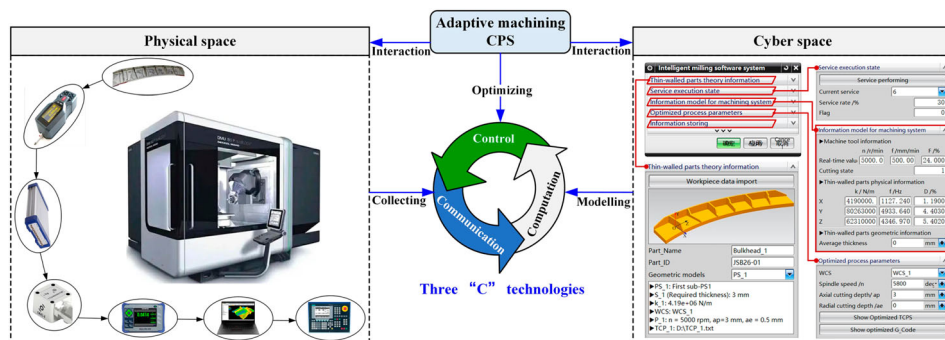 Adaptive machining
CPS
Physical space
Interaction
Interaction
Cyber space
Optimizing
Control
Communication
Computation
Collecting
Modelling
Three “C” technologies
Intelligent milling software system
Thin-walled parts theory information
Service execution state
Information model for machining system
Optimized process parameters
Information storing
确定
应用
Cancel
Thin-walled parts theory information
Workpiece data import
Part_Name
Bulkhead_1
Part_ID
JSB26-01
Geometric models
PS_1
▶PS_1: First sub-PS1
▶S_1 (Required thickness): 3 mm
▶k_1: 4.19e+06 N/m
▶WCS: WCS_1
▶P_1: n = 5000 rpm, ap=3 mm, ae = 0.5 mm
▶TCP_1: D:\TCP_1.txt
Service execution state
Service performing
Current service
6
Service rate /%
30
Flag
0
Information model for machining system
▶Machine tool information
n /r/min f /mm/min F /%
Real-time valu 5000.0 500.00 24.000
Cutting state
1
▶Thin-walled parts physical information
k / N/m f /Hz D /%
X 4190000. 1127.240 1.1900
Y 80263000 4933.640 4.4030
Z 62310000 4346.970 5.4020
▶Thin-walled parts geometric information
Average thickness
0 mm
Optimized process parameters
WCS
WCS_1
Spindle speed /n
5800
Axial cutting depth/ ap
3 mm
Radial cutting depth /ae
0 mm
Show Optimized TCPS
Show optimized G_Code